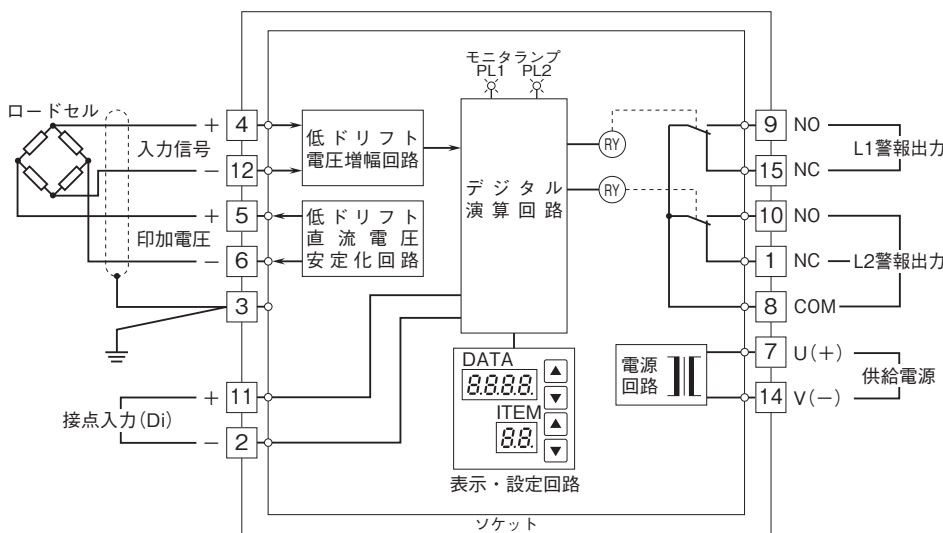 モニタランプ
PL1 PL2
ロードセル
+ 4
入力信号
− 12
低ドリフト
電圧増幅回路
+ 5
印加電圧
− 6
低ドリフト
直流電圧
安定化回路
3
接点入力(Di)
+ 11
− 2
デジタル
演算回路
RY
RY
DATA
8.8.8.8.
ITEM
8.8.
表示・設定回路
電源
回路
9 NO
L1警報出力
15 NC
10 NO
1 NC
L2警報出力
8 COM
7 U(+)
供給電源
14 V(−)
ソケット